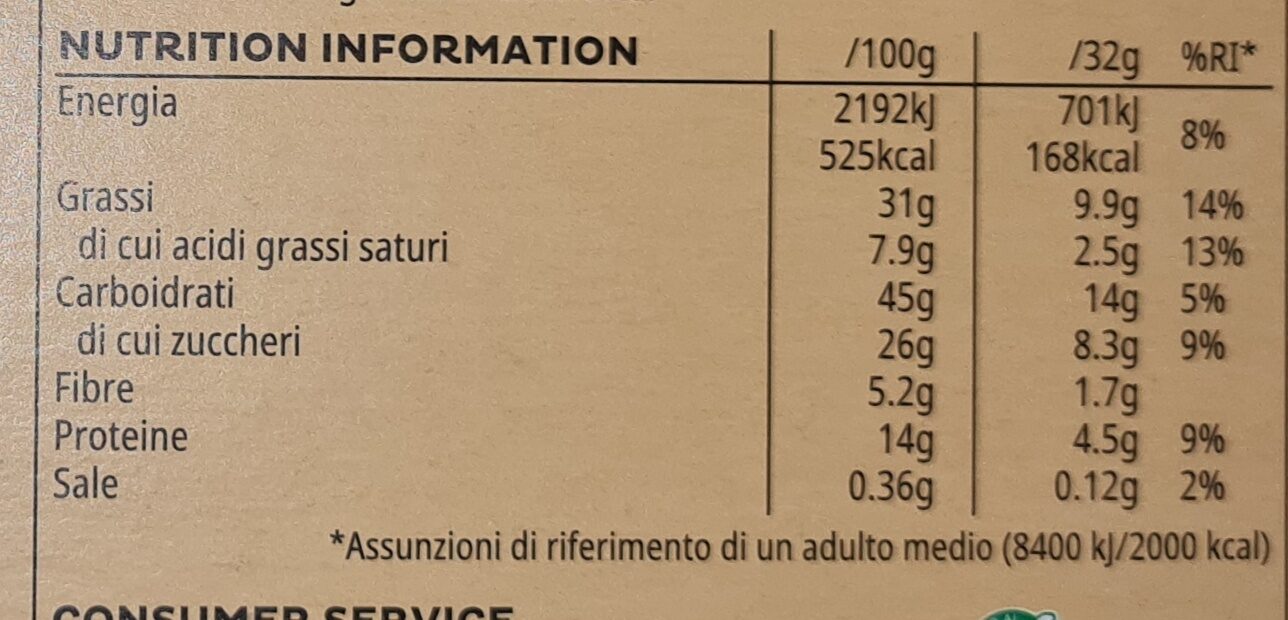 NUTRITION INFORMATION /100g /32g %RI*
Energia 2192kJ 701kJ 8%
525kcal 168kcal
Grassi 31g 9.9g 14%
di cui acidi grassi saturi 7.9g 2.5g 13%
Carboidrati 45g 14g 5%
di cui zuccheri 26g 8.3g 9%
Fibre 5.2g 1.7g
Proteine 14g 4.5g 9%
Sale 0.36g 0.12g 2%
*Assunzioni di riferimento di un adulto medio (8400 kJ/2000 kcal)
CONSUMER SERVICE